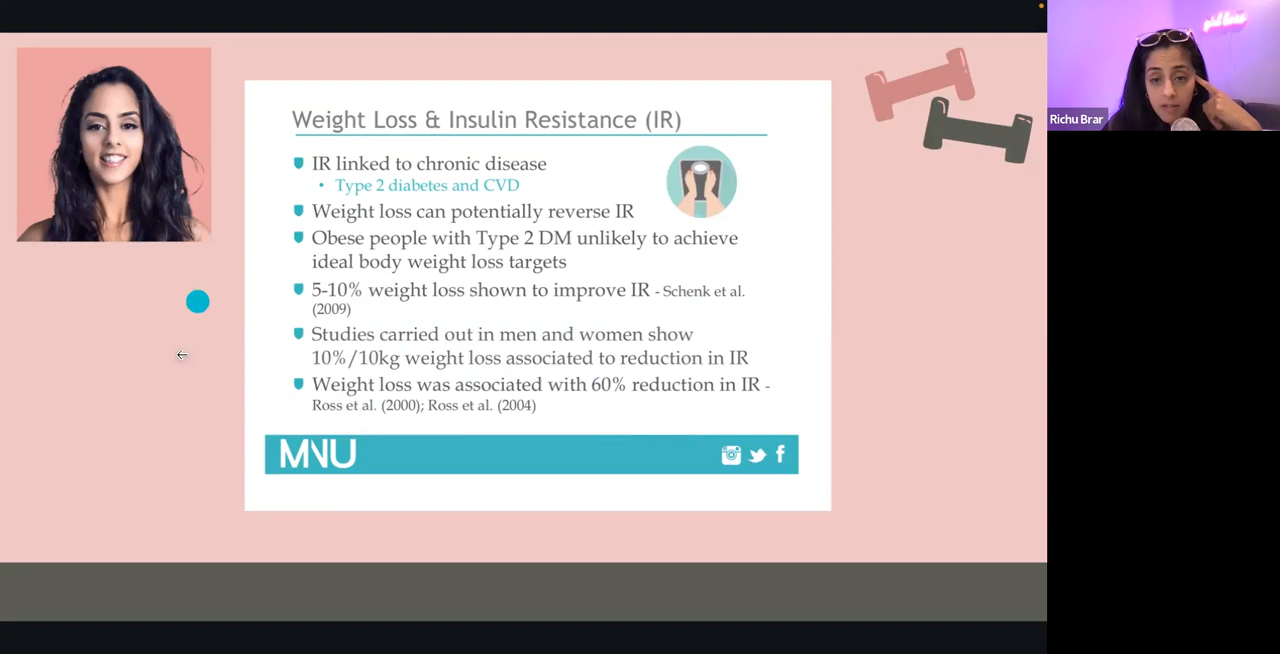 Weight Loss & Insulin Resistance (IR)
IR linked to chronic disease
Type 2 diabetes and CVD
Weight loss can potentially reverse IR
Obese people with Type 2 DM unlikely to achieve
ideal body weight loss targets
5-10% weight loss shown to improve IR - Schenk et al.
(2009)
Studies carried out in men and women show
10%/10kg weight loss associated to reduction in IR
Weight loss was associated with 60% reduction in IR -
Ross et al. (2000); Ross et al. (2004)
MNU
Richu Brar